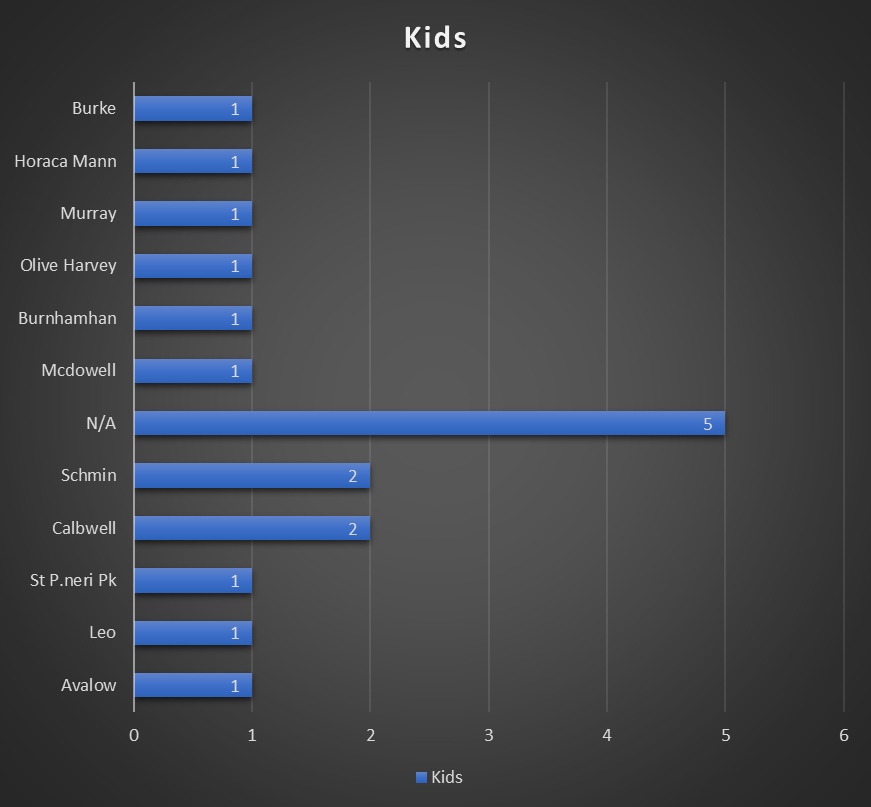 Kids
Burke 1
Horaca Mann 1
Murray 1
Olive Harvey 1
Burnhamhan 1
Mcdowell 1
N/A 5
Schmin 2
Calbwell 2
St P.neri Pk 1
Leo 1
Avalow 1
0 1 2 3 4 5 6
Kids